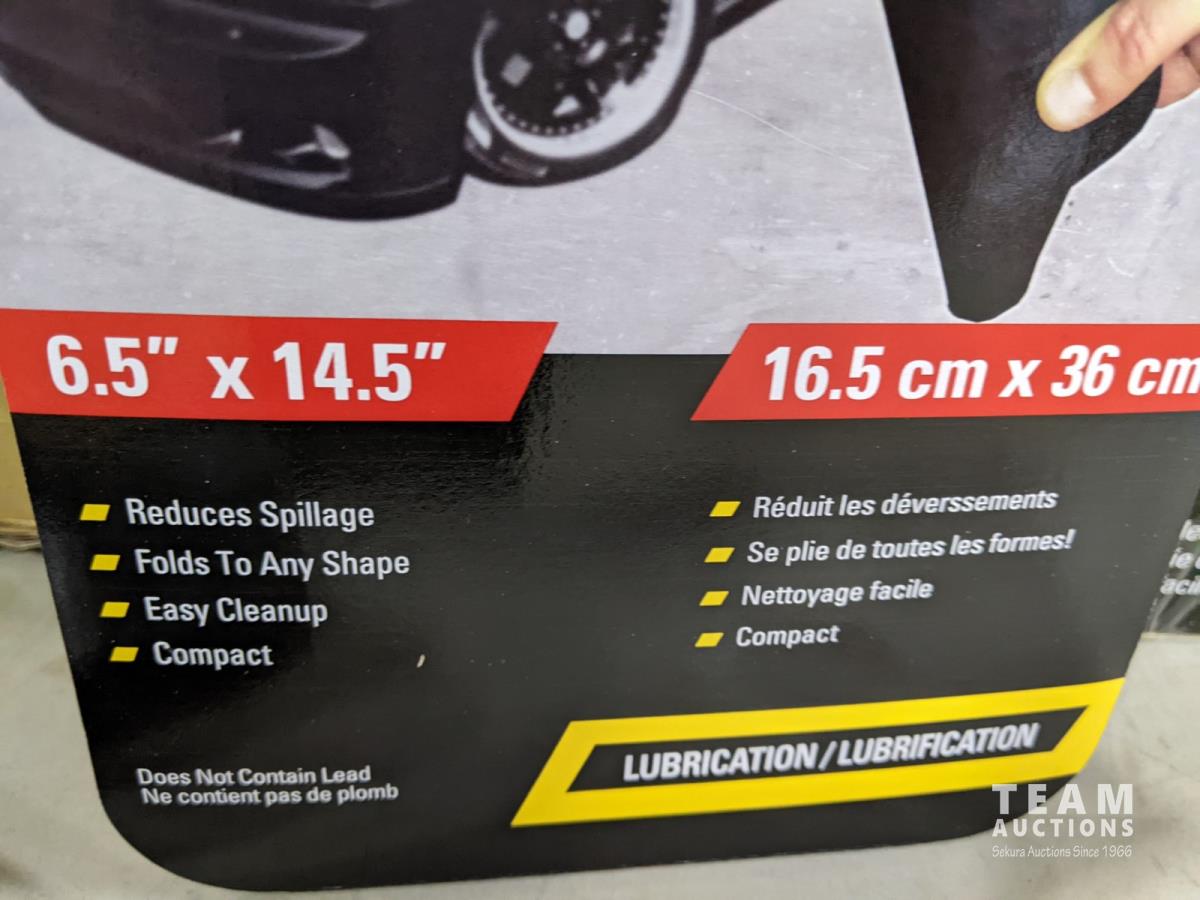 6.5" x 14.5"
16.5 cm x 36 cm
Reduces Spillage
Folds To Any Shape
Easy Cleanup
Compact
Réduit les déverssements
Se plie de toutes les formes!
Nettoyage facile
Compact
Does Not Contain Lead
Ne contient pas de plomb
LUBRICATION / LUBRIFICATION
TEAM
AUCTIONS
Sekura Auctions Since 1966